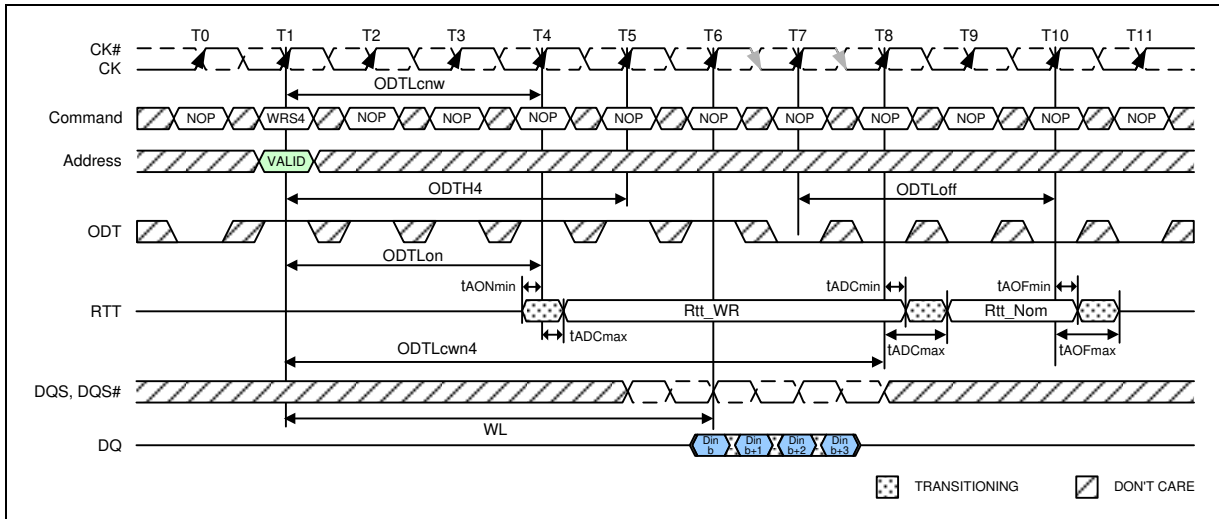 T0 T1 T2 T3 T4 T5 T6 T7 T8 T9 T10 T11
CK#
CK
ODTLcnw
Command NOP WRS4 NOP NOP NOP NOP NOP NOP NOP NOP NOP NOP
Address VALID
ODTH4 ODTLoff
ODT
ODTLon
tAONmin tADCmin tAOFmin
RTT Rtt_WR Rtt_Nom
tADCmax tADCmax tAOFmax
ODTLcwn4
DQS, DQS#
WL
DQ Din b Din b+1 Din b+2 Din b+3
TRANSITIONING DON'T CARE